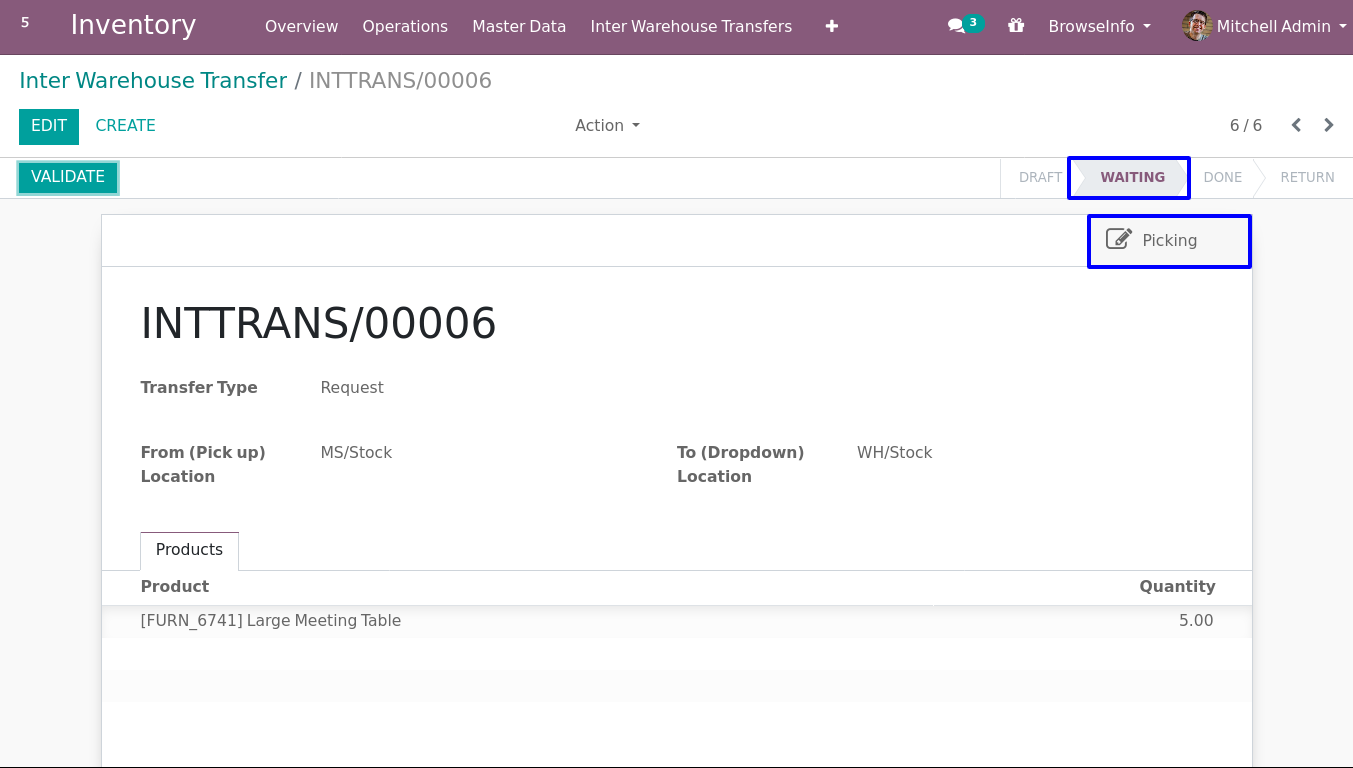 5 Inventory Overview Operations Master Data Inter Warehouse Transfers 3 BrowseInfo Mitchell Admin
Inter Warehouse Transfer / INTTRANS/00006
EDIT CREATE Action 6 / 6
VALIDATE DRAFT WAITING DONE RETURN
Picking
INTTRANS/00006
Transfer Type Request
From (Pick up) MS/Stock To (Dropdown) WH/Stock
Location Location
Products
Product Quantity
[FURN_6741] Large Meeting Table 5.00